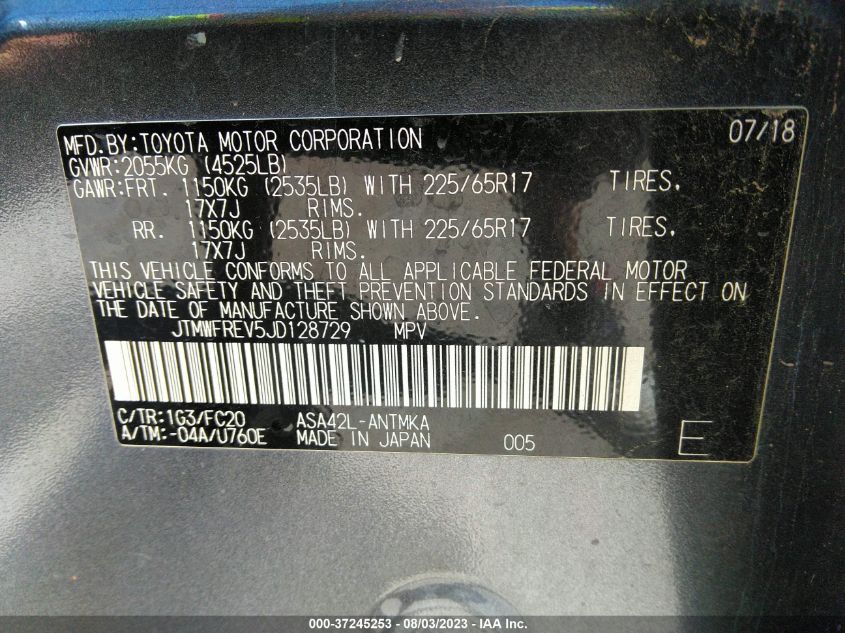 MFD.BY:TOYOTA MOTOR CORPORATION 07/18
GVWR:2055KG (4525LB)
GAWR:FRT. 1150KG (2535LB) WITH 225/65R17 TIRES,
17X7J RIMS.
RR. 1150KG (2535LB) WITH 225/65R17 TIRES,
17X7J RIMS.
THIS VEHICLE CONFORMS TO ALL APPLICABLE FEDERAL MOTOR
VEHICLE SAFETY AND THEFT PREVENTION STANDARDS IN EFFECT ON
THE DATE OF MANUFACTURE SHOWN ABOVE.
JTMWFREV5JD128729 MPV
C/TR:1G3/FC20 ASA42L-ANTMKA
A/TM:-04A/U760E MADE IN JAPAN 005 E
000-37245253 - 08/03/2023 - IAA Inc.